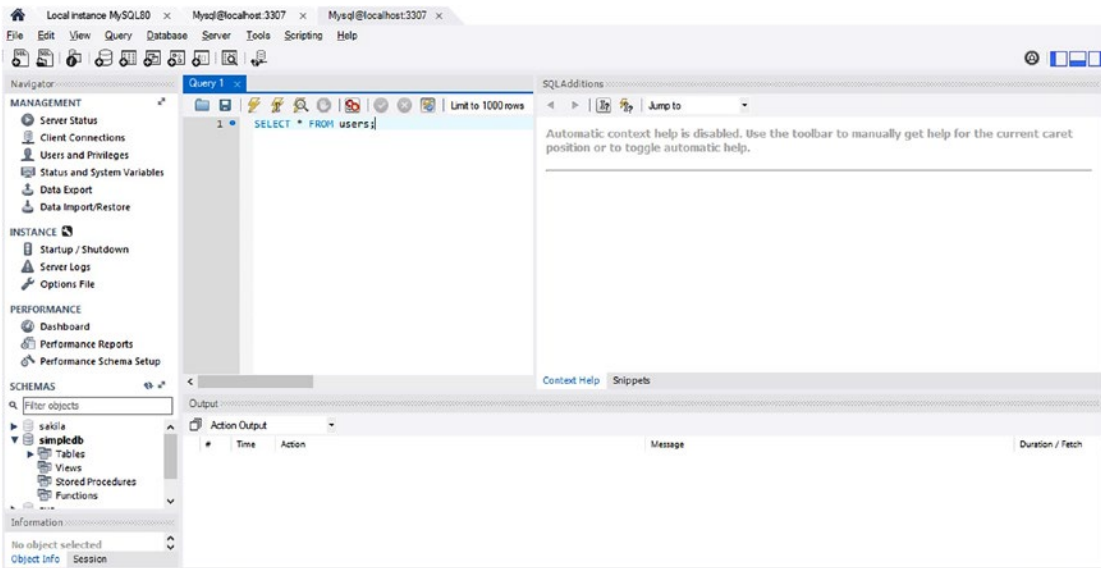 Local instance MySQL80 × Mysql@localhost:3307 × Mysql@localhost:3307 ×
File Edit View Query Database Server Tools Scripting Help
Navigator
MANAGEMENT
Server Status
Client Connections
Users and Privileges
Status and System Variables
Data Export
Data Import/Restore
INSTANCE
Startup / Shutdown
Server Logs
Options File
PERFORMANCE
Dashboard
Performance Reports
Performance Schema Setup
SCHEMAS
Filter objects
sakila
simpledb
Tables
Views
Stored Procedures
Functions
Information
No object selected
Object Info Session
Query 1 ×
Limit to 1000 rows
1 SELECT * FROM users;
SQLAdditions
Jump to
Automatic context help is disabled. Use the toolbar to manually get help for the current caret
position or to toggle automatic help.
Context Help Snippets
Output
Action Output
# Time Action Message Duration / Fetch